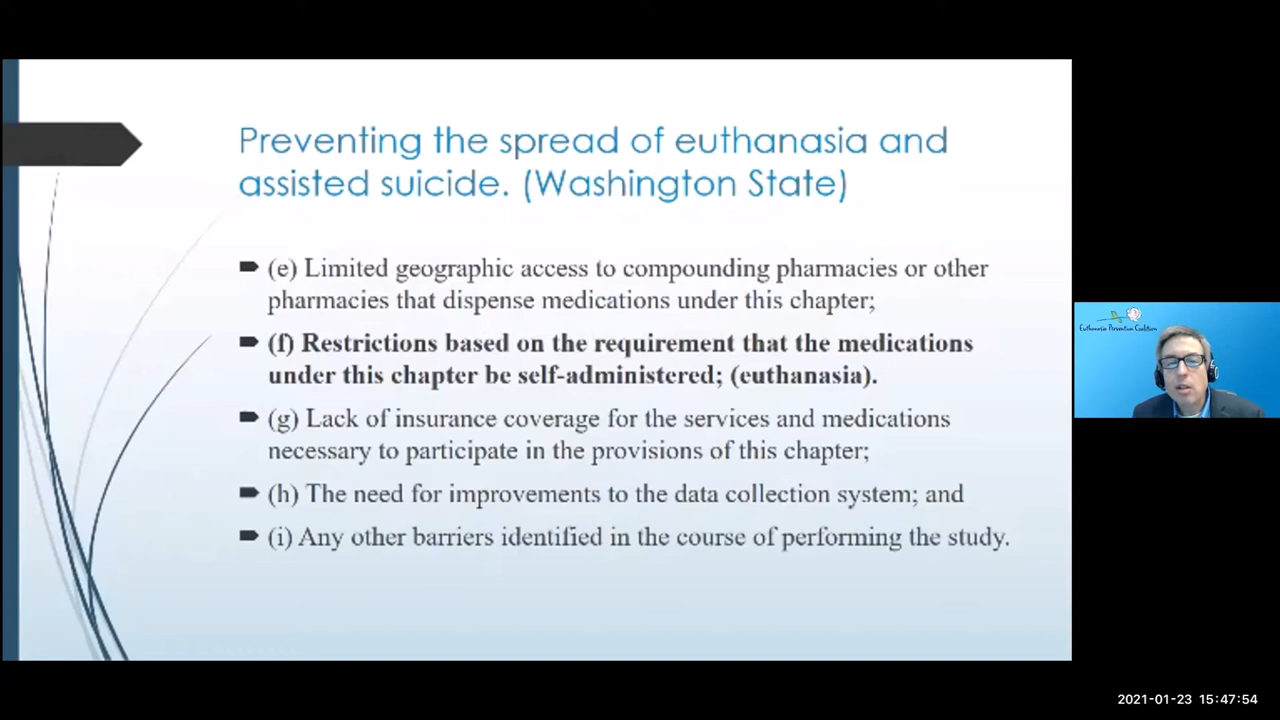 Preventing the spread of euthanasia and
assisted suicide. (Washington State)
(e) Limited geographic access to compounding pharmacies or other
pharmacies that dispense medications under this chapter;
(f) Restrictions based on the requirement that the medications
under this chapter be self-administered; (euthanasia).
(g) Lack of insurance coverage for the services and medications
necessary to participate in the provisions of this chapter;
(h) The need for improvements to the data collection system; and
(i) Any other barriers identified in the course of performing the study.
Euthanasia Prevention Coalition
2021-01-23 15:47:54